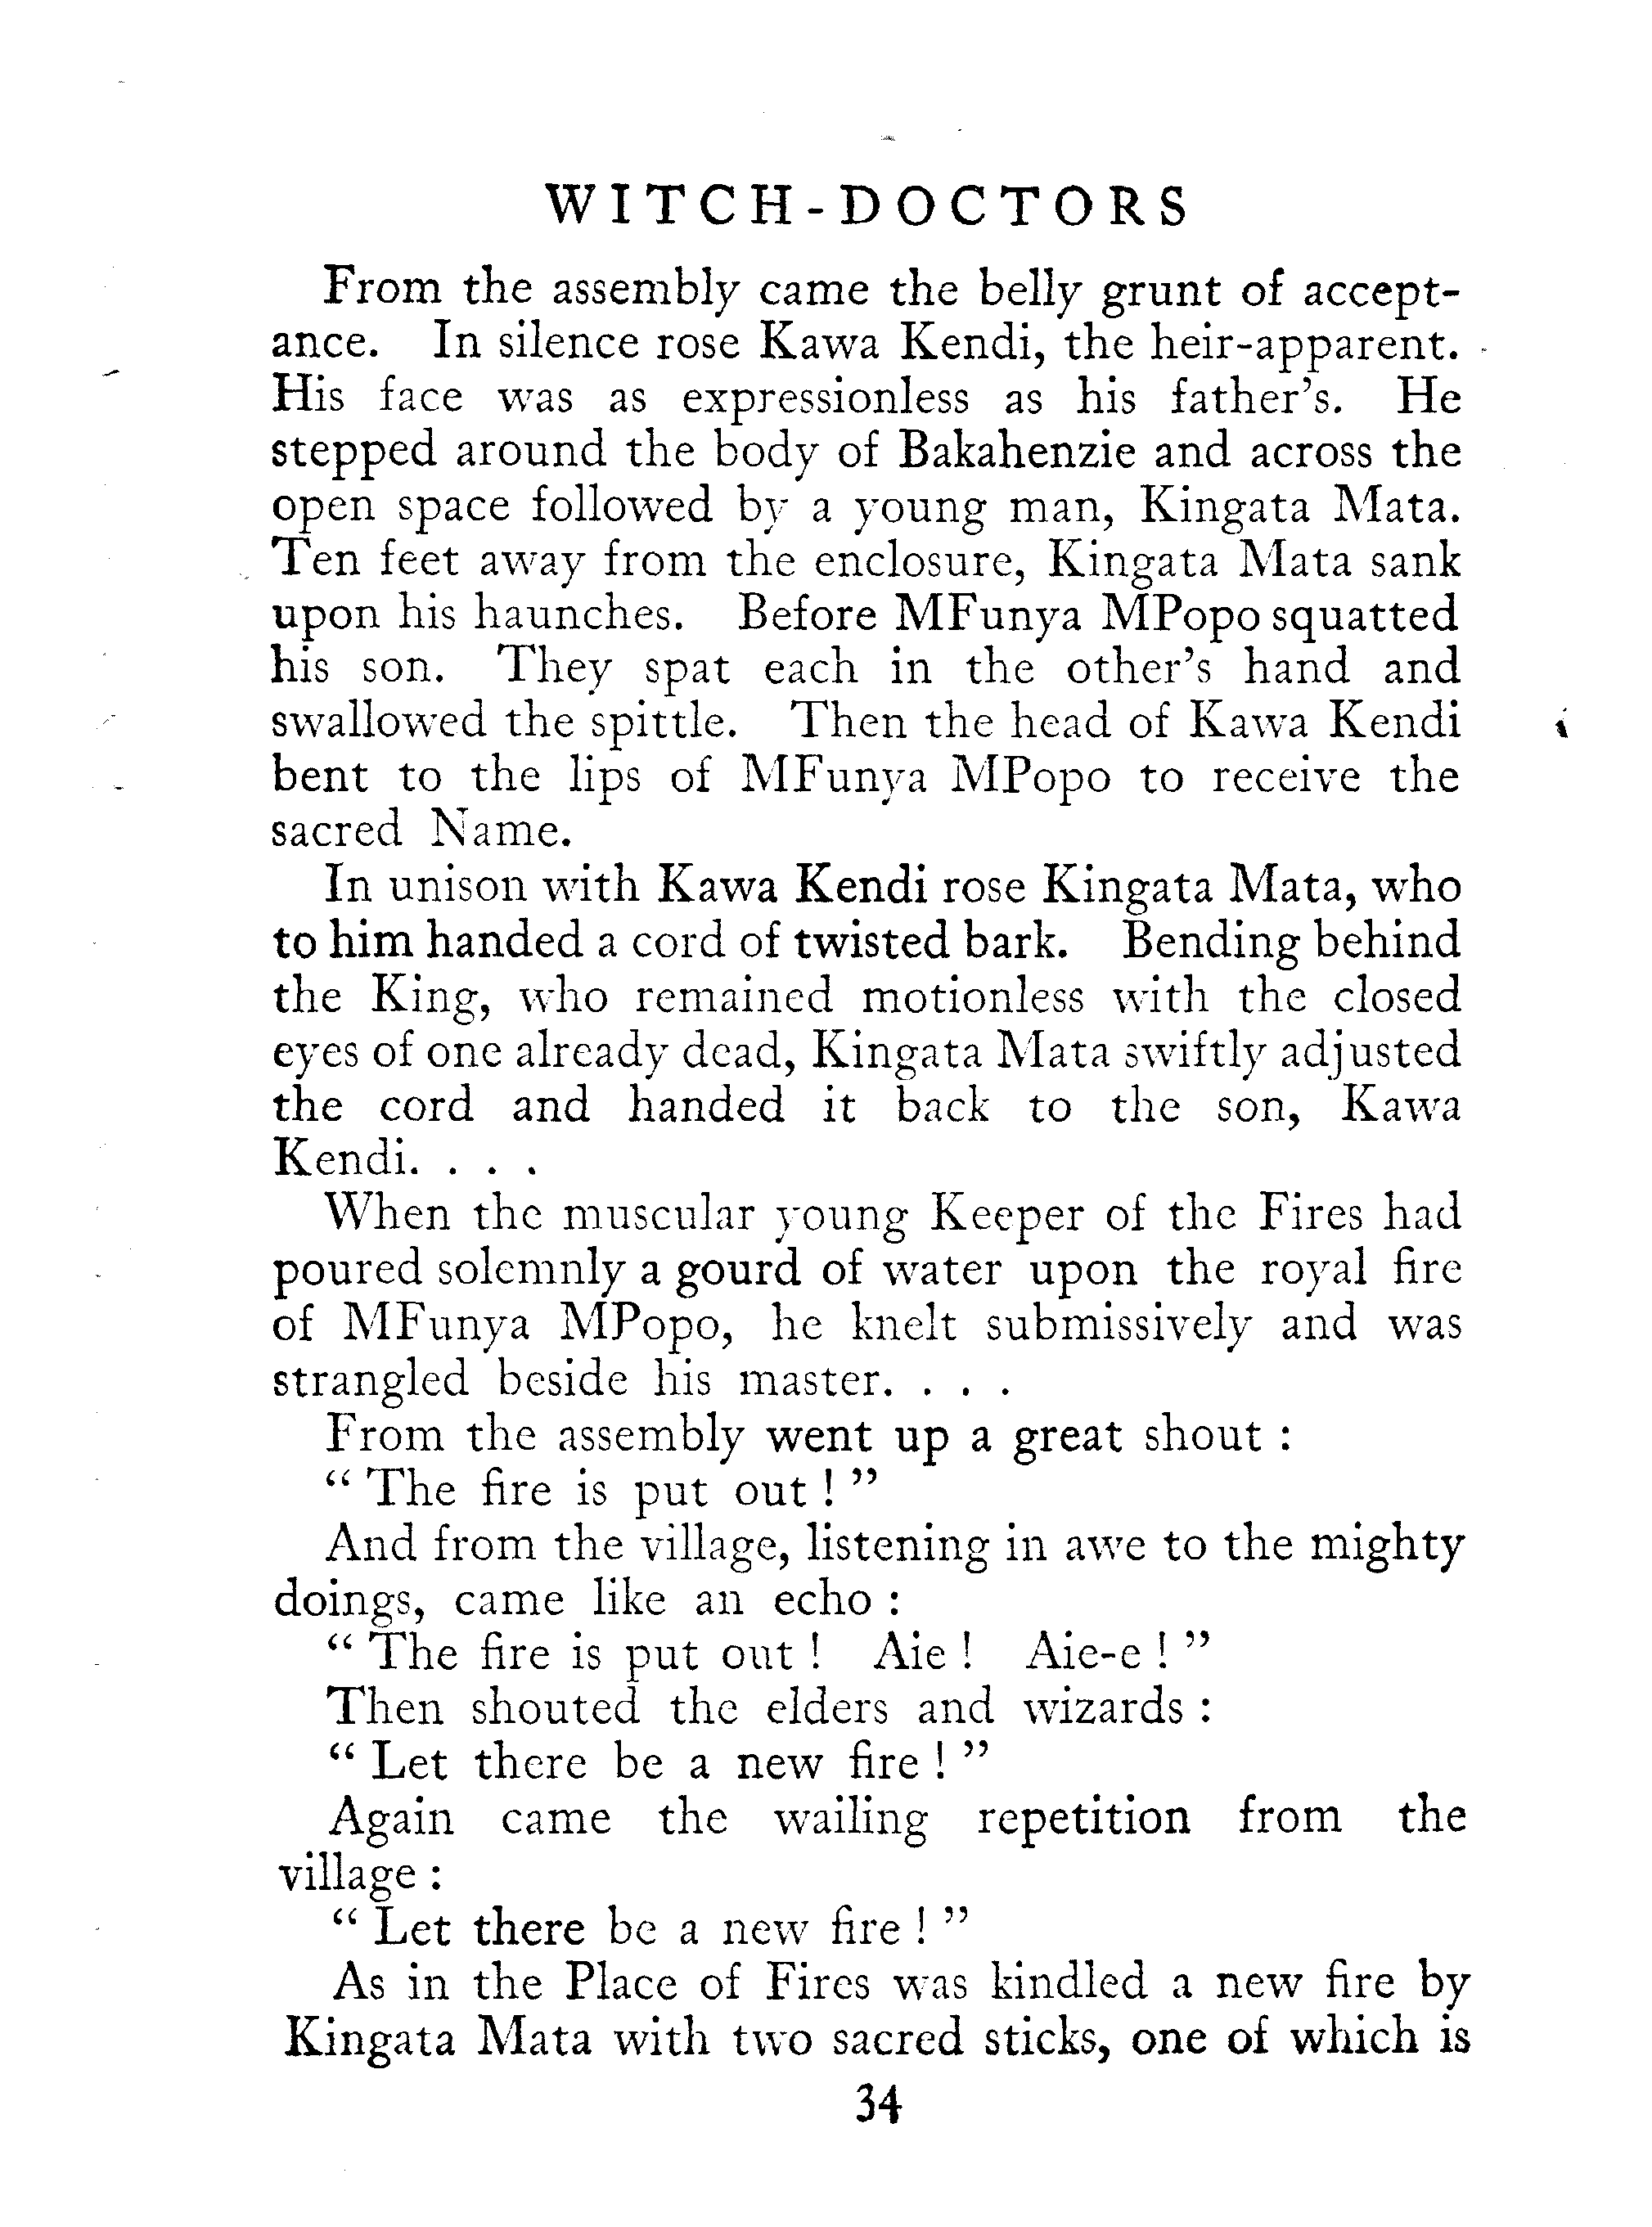 WITCH-DOCTORS
From the assembly came the belly grunt of accept-
ance. In silence rose Kawa Kendi, the heir-apparent.
His face was as expressionless as his father's. He
stepped around the body of Bakahenzie and across the
open space followed by a young man, Kingata Mata.
Ten feet away from the enclosure, Kingata Mata sank
upon his haunches. Before MFunya MPopo squatted
his son. They spat each in the other's hand and
swallowed the spittle. Then the head of Kawa Kendi
bent to the lips of MFunya MPopo to receive the
sacred Name.
In unison with Kawa Kendi rose Kingata Mata, who
to him handed a cord of twisted bark. Bending behind
the King, who remained motionless with the closed
eyes of one already dead, Kingata Mata swiftly adjusted
the cord and handed it back to the son, Kawa
Kendi. . . .
When the muscular young Keeper of the Fires had
poured solemnly a gourd of water upon the royal fire
of MFunya MPopo, he knelt submissively and was
strangled beside his master. . . .
From the assembly went up a great shout :
“ The fire is put out ! ”
And from the village, listening in awe to the mighty
doings, came like an echo :
“ The fire is put out ! Aie ! Aie-e ! ”
Then shouted the elders and wizards :
“ Let there be a new fire ! ”
Again came the wailing repetition from the
village :
“ Let there be a new fire ! ”
As in the Place of Fires was kindled a new fire by
Kingata Mata with two sacred sticks, one of which is
34